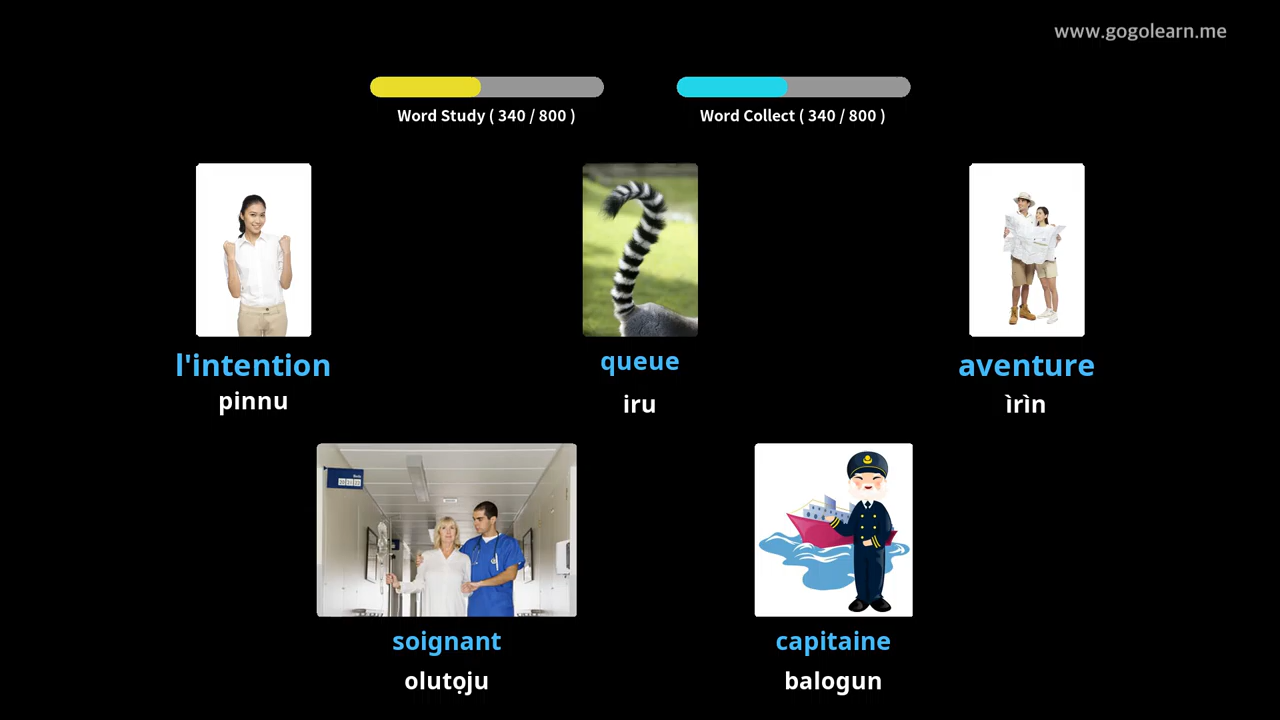 www.gogolearn.me
Word Study ( 340 / 800 )
Word Collect ( 340 / 800 )
l'intention
pinnu
queue
iru
aventure
ìrìn
soignant
olutọju
capitaine
balogun